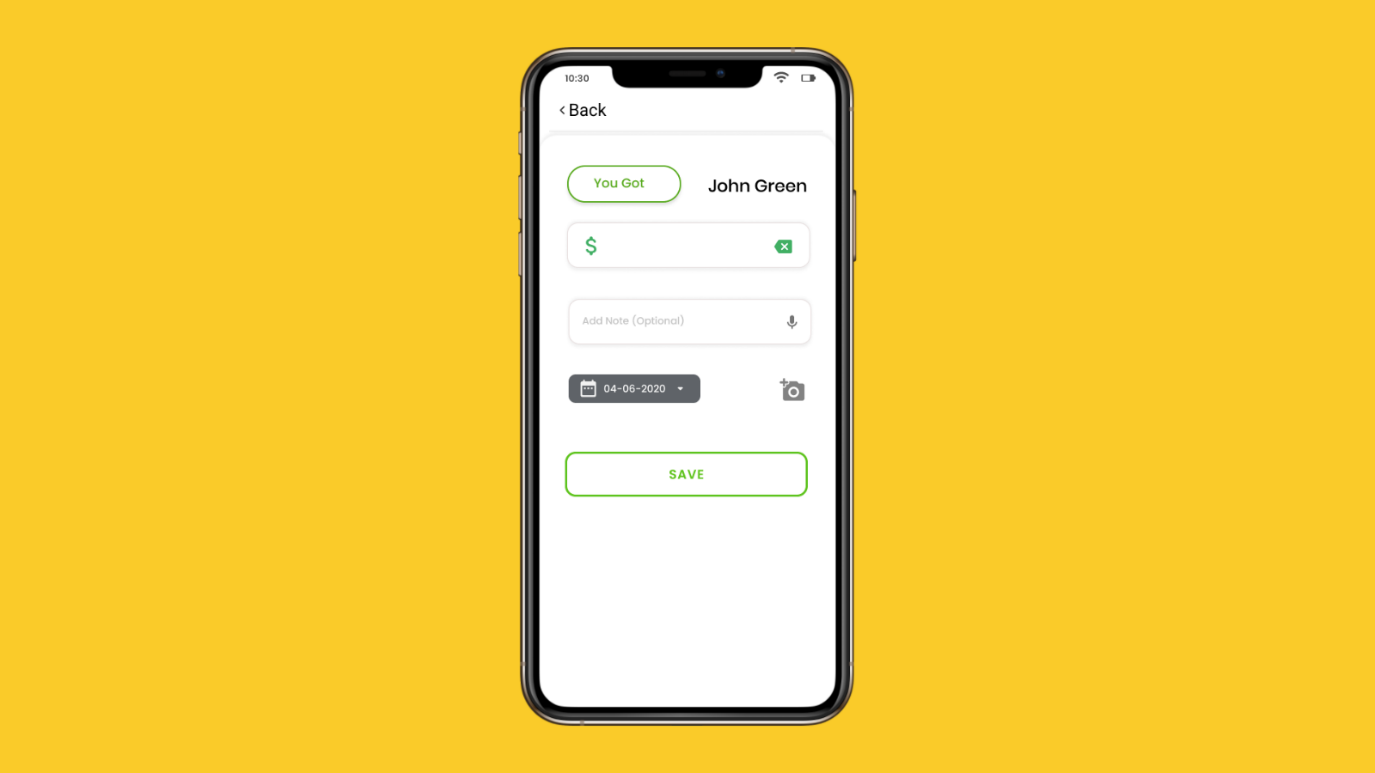 10:30
Back
You Got
John Green
$
Add Note (Optional)
04-06-2020
SAVE